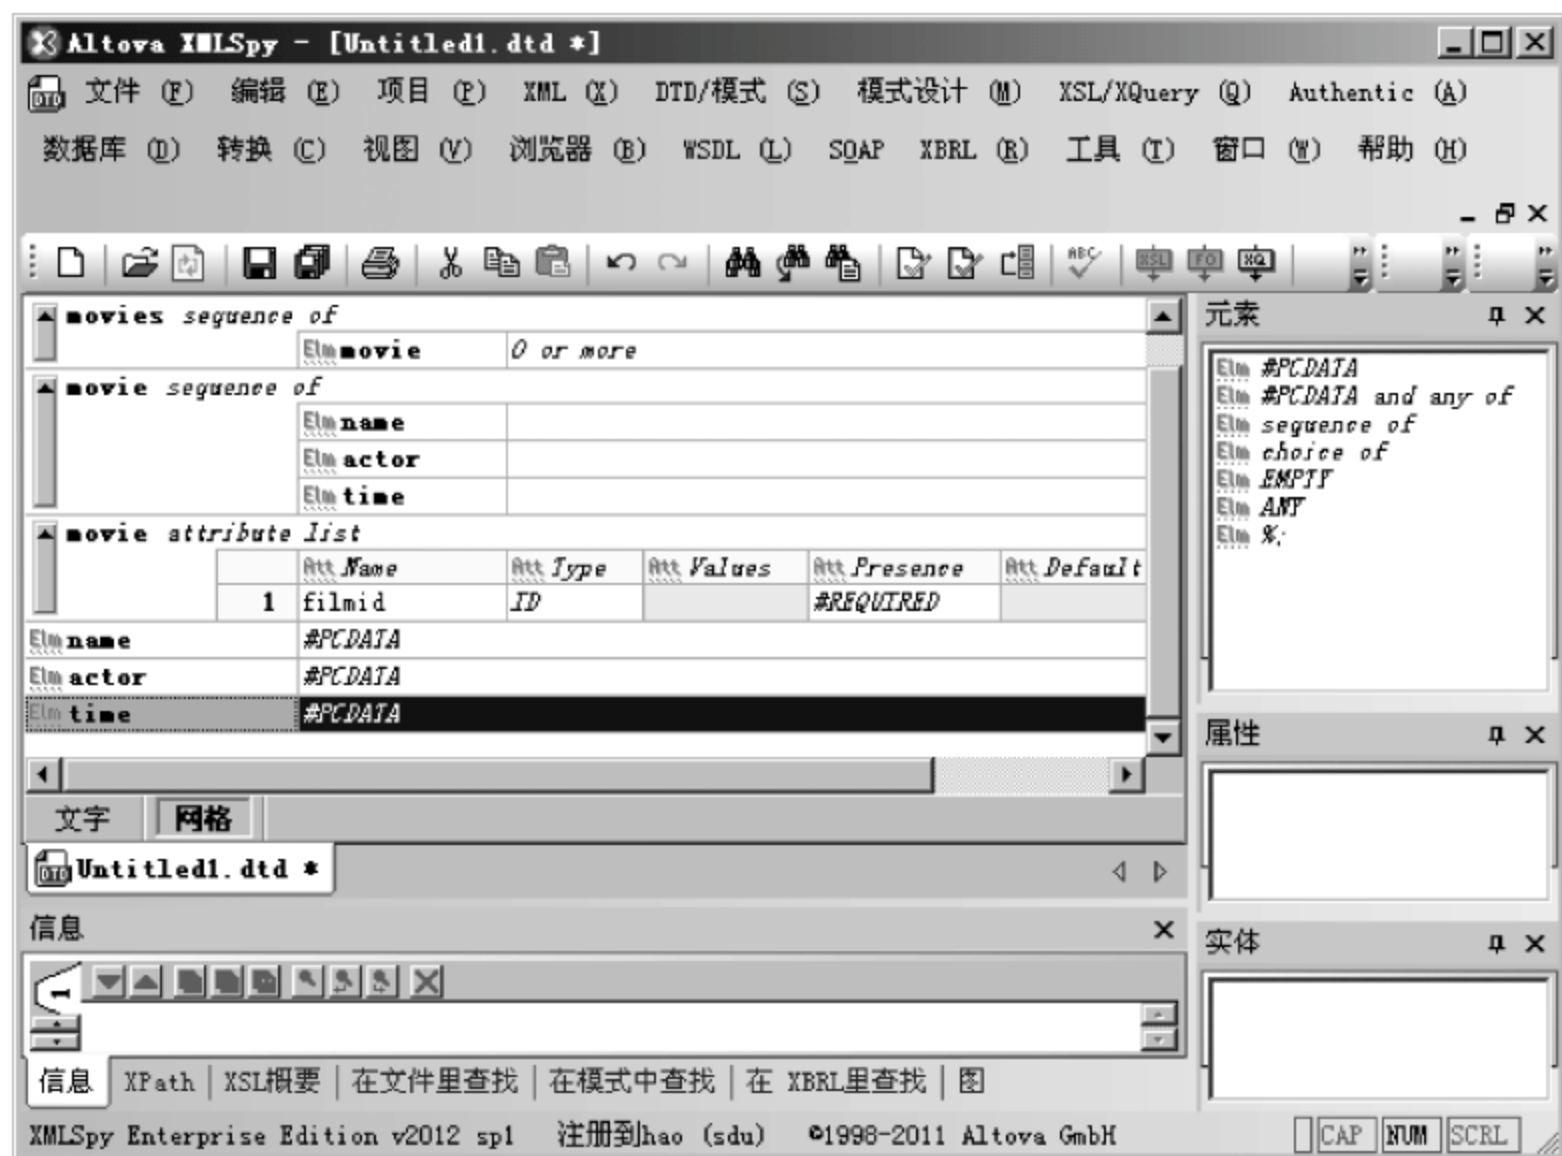 Altova XMLSpy - [Untitled1.dtd *]
文件 (F) 编辑 (E) 项目 (P) XML (X) DTD/模式 (S) 模式设计 (M) XSL/XQuery (Q) Authentic (A)
数据库 (D) 转换 (C) 视图 (V) 浏览器 (B) WSDL (L) SOAP XBRL (R) 工具 (T) 窗口 (W) 帮助 (H)
ABC XSL FO XQ
movies sequence of
Elm movie 0 or more
movie sequence of
Elm name
Elm actor
Elm time
movie attribute list
Att Name Att Type Att Values Att Presence Att Default
1 filmid ID #REQUIRED
Elm name #PCDATA
Elm actor #PCDATA
Elm time #PCDATA
文字 网格
DTD Untitled1.dtd *
元素
Elm #PCDATA
Elm #PCDATA and any of
Elm sequence of
Elm choice of
Elm EMPTY
Elm ANY
Elm %;
属性
实体
信息
1
信息 XPath XSL概要 在文件里查找 在模式中查找 在 XBRL里查找 图
XMLSpy Enterprise Edition v2012 sp1 注册到hao (sdu) ©1998-2011 Altova GmbH CAP NUM SCRL